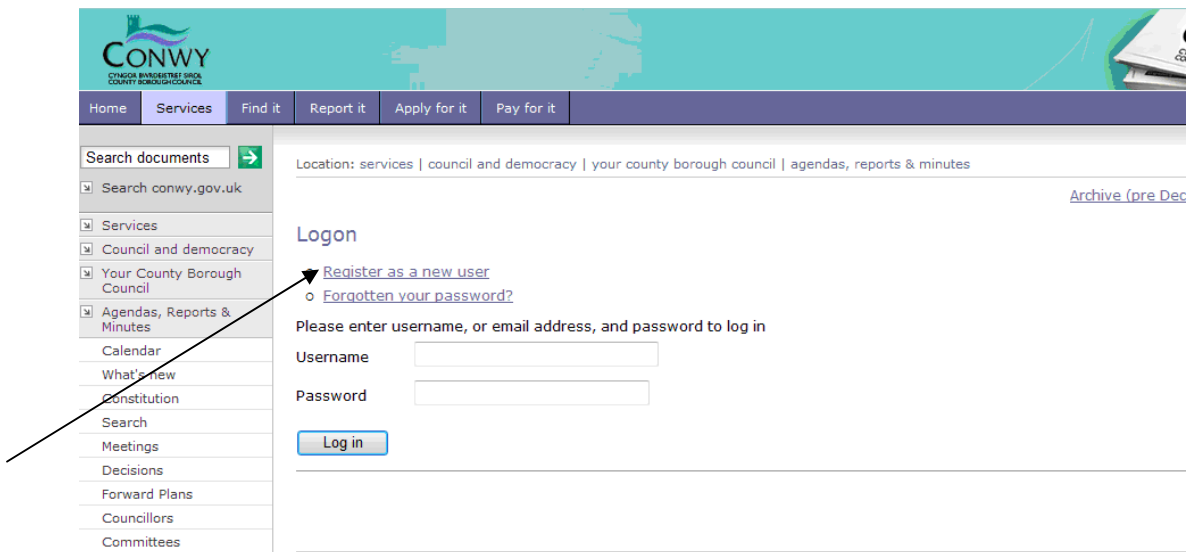 CONWY
CYNGOR BWRDEISTREF SIROL
COUNTY BOROUGH COUNCIL
Home Services Find it Report it Apply for it Pay for it
Search documents
Search conwy.gov.uk
Services
Council and democracy
Your County Borough
Council
Agendas, Reports &
Minutes
Calendar
What's new
Constitution
Search
Meetings
Decisions
Forward Plans
Councillors
Committees
Location: services | council and democracy | your county borough council | agendas, reports & minutes
Archive (pre Dec
Logon
Register as a new user
Forgotten your password?
Please enter username, or email address, and password to log in
Username
Password
Log in